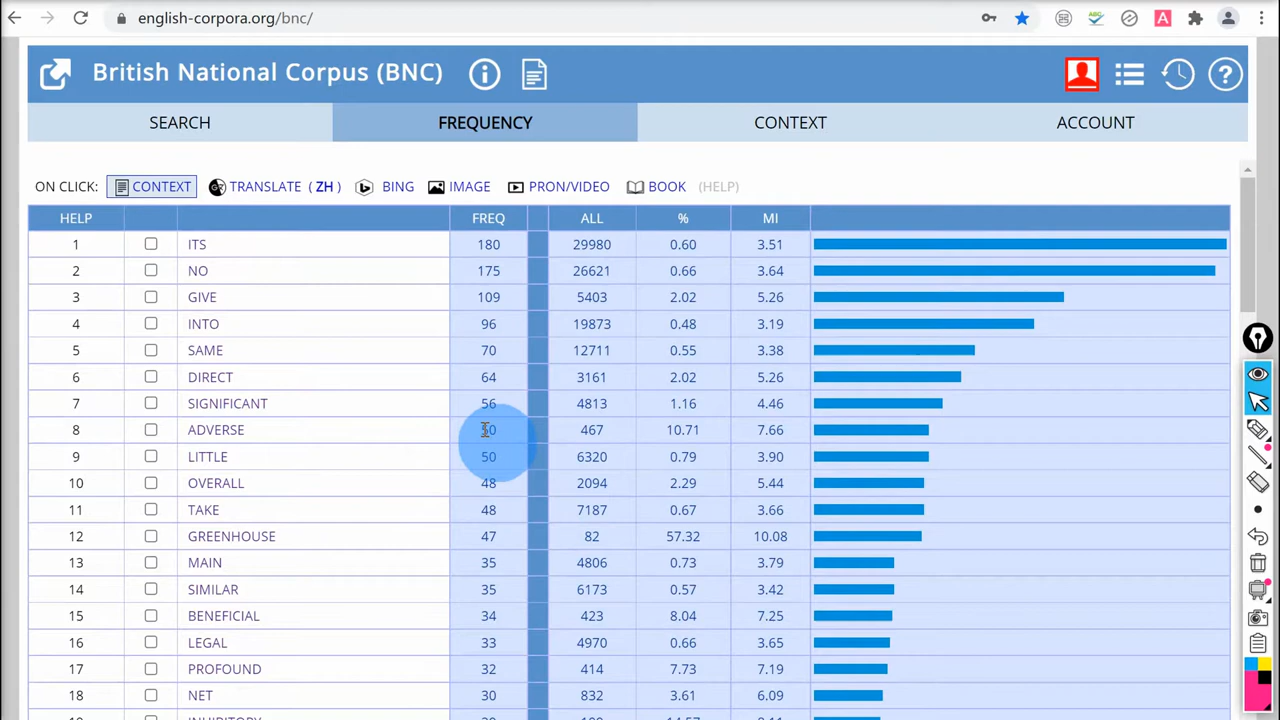 english-corpora.org/bnc/
ABC
A
British National Corpus (BNC)
SEARCH FREQUENCY CONTEXT ACCOUNT
ON CLICK: CONTEXT TRANSLATE ( ZH ) BING IMAGE PRON/VIDEO BOOK (HELP)
HELP FREQ ALL % MI
1 ITS 180 29980 0.60 3.51
2 NO 175 26621 0.66 3.64
3 GIVE 109 5403 2.02 5.26
4 INTO 96 19873 0.48 3.19
5 SAME 70 12711 0.55 3.38
6 DIRECT 64 3161 2.02 5.26
7 SIGNIFICANT 56 4813 1.16 4.46
8 ADVERSE 467 10.71 7.66
9 LITTLE 50 6320 0.79 3.90
10 OVERALL 48 2094 2.29 5.44
11 TAKE 48 7187 0.67 3.66
12 GREENHOUSE 47 82 57.32 10.08
13 MAIN 35 4806 0.73 3.79
14 SIMILAR 35 6173 0.57 3.42
15 BENEFICIAL 34 423 8.04 7.25
16 LEGAL 33 4970 0.66 3.65
17 PROFOUND 32 414 7.73 7.19
18 NET 30 832 3.61 6.09